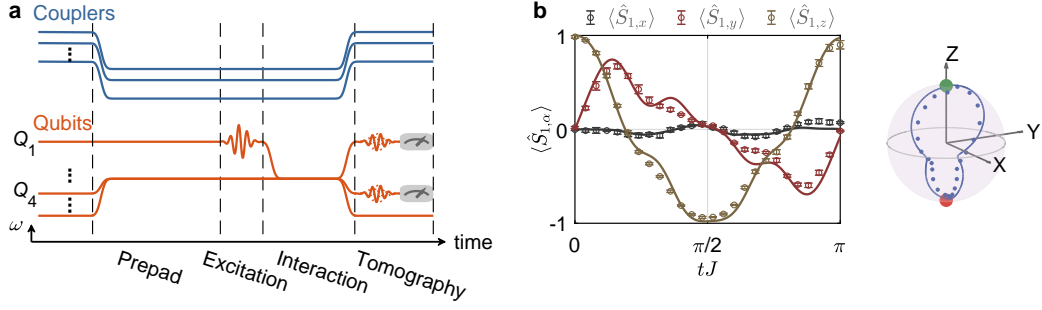 a
Couplers
Qubits
Q1
Q4
ω
time
Prepad
Excitation
Interaction
Tomography
b
⟨Ŝ1,x⟩ ⟨Ŝ1,y⟩ ⟨Ŝ1,z⟩
⟨Ŝ1,α⟩
1
0
-1
0 π/2 π
tJ
Z
Y
X